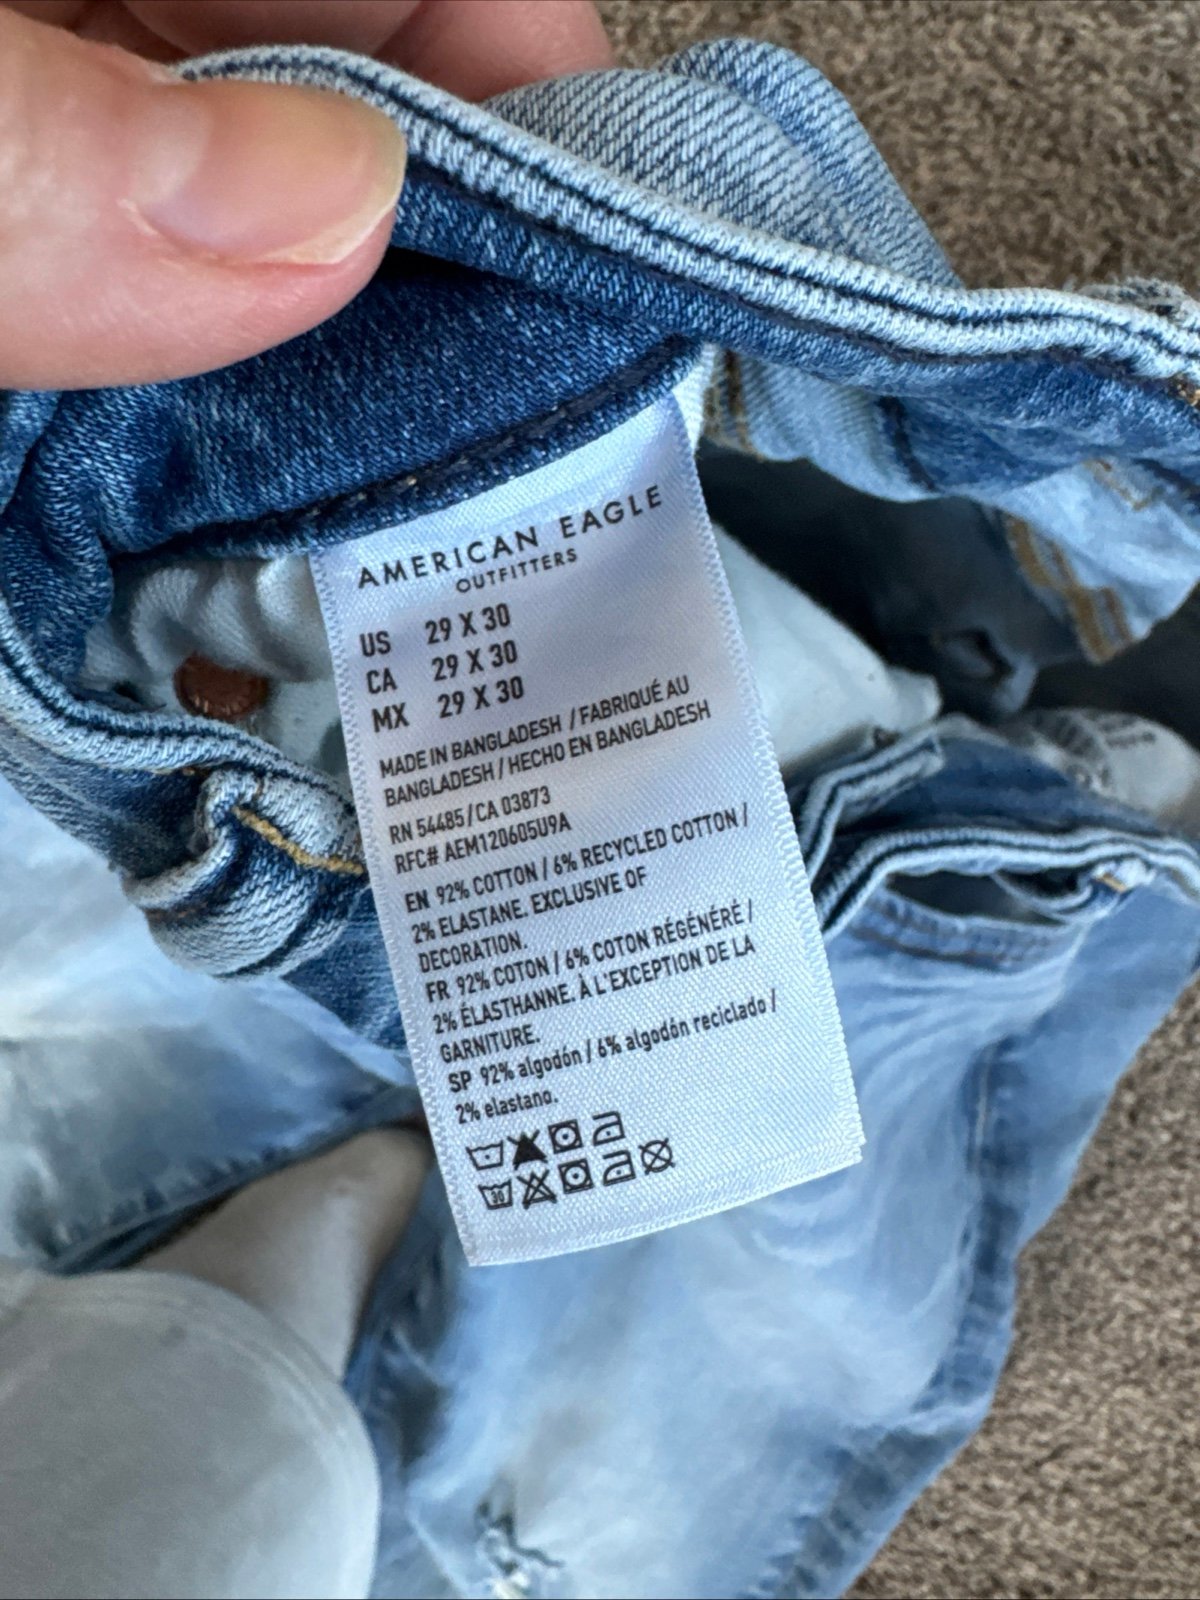 AMERICAN EAGLE
OUTFITTERS
US 29 X 30
CA 29 X 30
MX 29 X 30
MADE IN BANGLADESH / FABRIQUÉ AU
BANGLADESH / HECHO EN BANGLADESH
RN 54485 / CA 03873
RFC# AEM120605U9A
EN 92% COTTON / 6% RECYCLED COTTON /
2% ELASTANE. EXCLUSIVE OF
DECORATION.
FR 92% COTON / 6% COTON RÉGÉNÉRÉ /
2% ÉLASTHANNE. À L'EXCEPTION DE LA
GARNITURE.
SP 92% algodón / 6% algodón reciclado /
2% elastano.
30